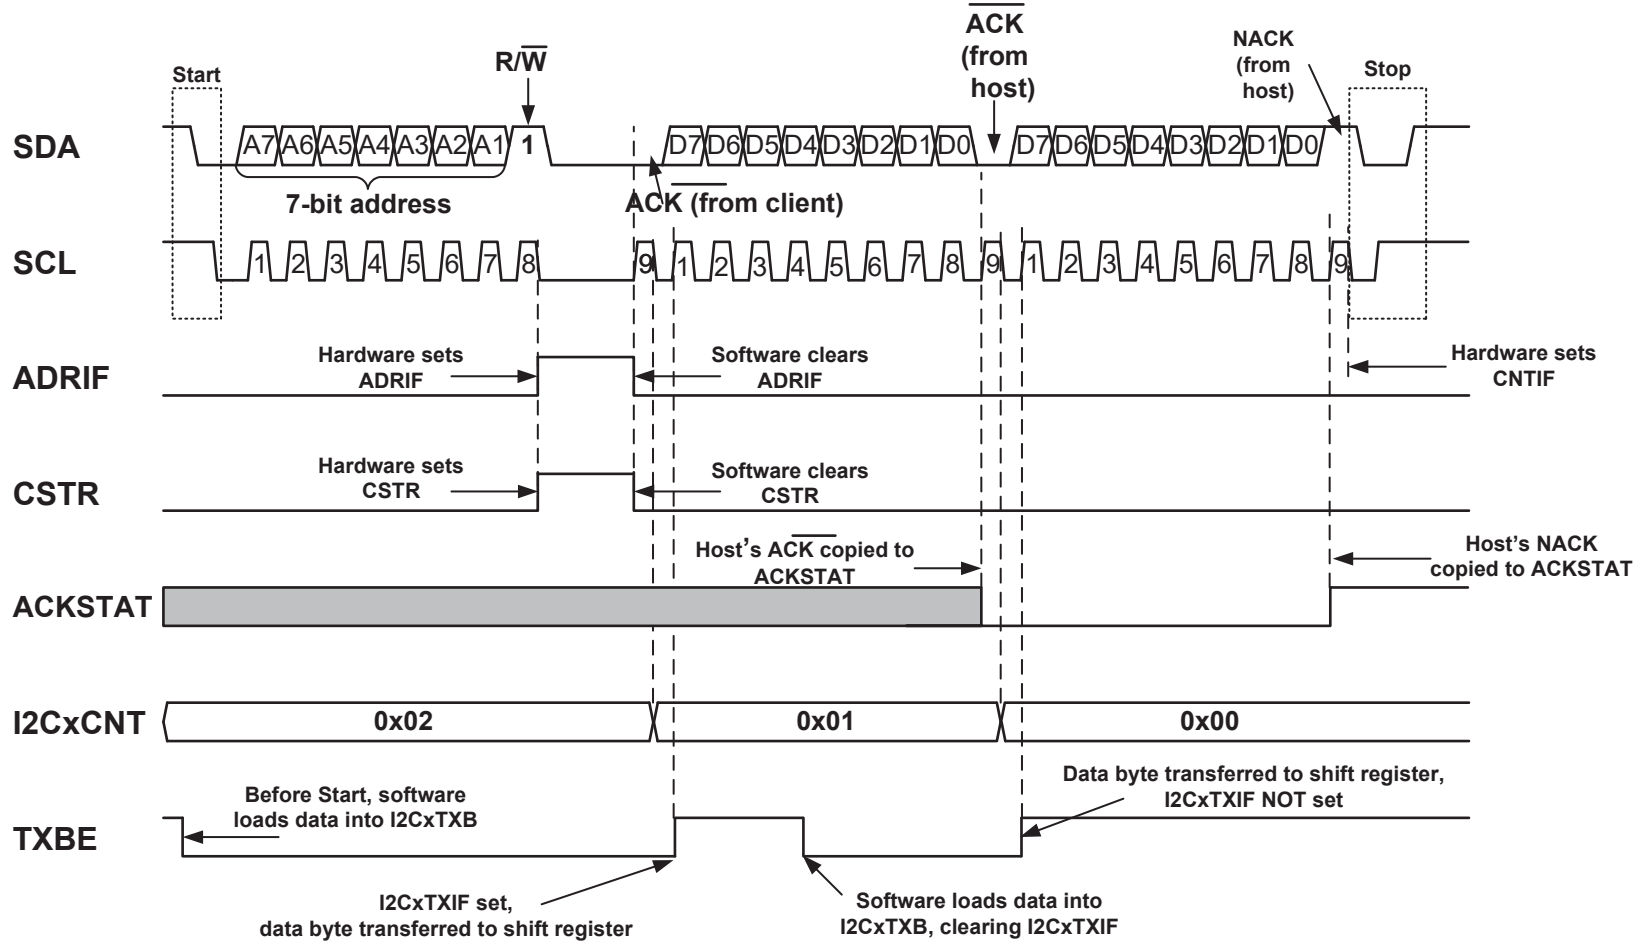 ACK
(from
host)
NACK
(from
host)
R/W
Start
Stop
SDA
A7 A6 A5 A4 A3 A2 A1 1 D7 D6 D5 D4 D3 D2 D1 D0 D7 D6 D5 D4 D3 D2 D1 D0
7-bit address
ACK (from client)
SCL
1 2 3 4 5 6 7 8 9 1 2 3 4 5 6 7 8 9 1 2 3 4 5 6 7 8 9
ADRIF
Hardware sets
ADRIF
Software clears
ADRIF
Hardware sets
CNTIF
CSTR
Hardware sets
CSTR
Software clears
CSTR
Host's ACK copied to
ACKSTAT
Host's NACK
copied to ACKSTAT
ACKSTAT
I2CxCNT
0x02 0x01 0x00
TXBE
Before Start, software
loads data into I2CxTXB
Data byte transferred to shift register,
I2CxTXIF NOT set
I2CxTXIF set,
data byte transferred to shift register
Software loads data into
I2CxTXB, clearing I2CxTXIF